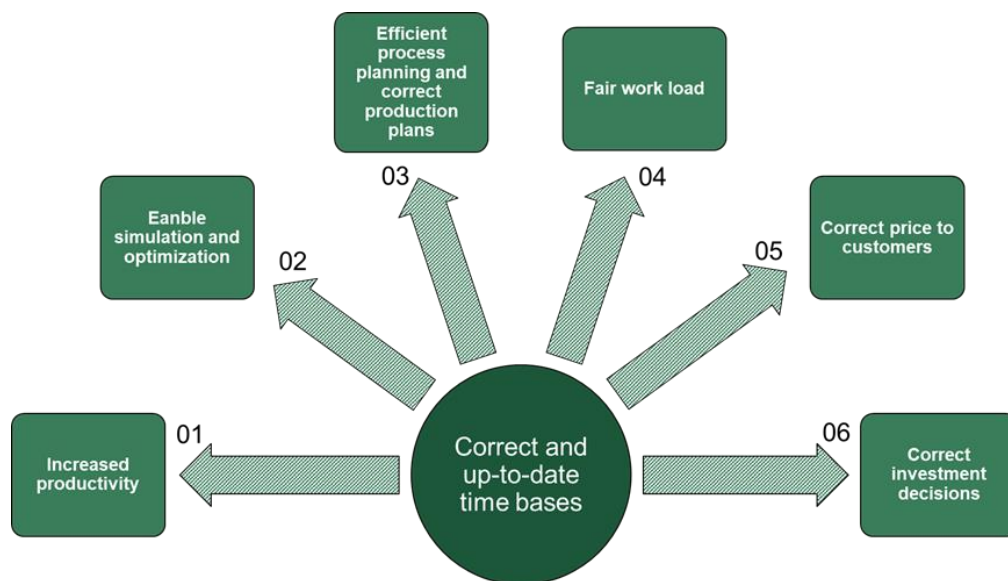 01
Increased
productivity
02
Eanble
simulation and
optimization
03
Efficient
process
planning and
correct
production
plans
04
Fair work load
05
Correct price to
customers
06
Correct
investment
decisions
Correct and
up-to-date
time bases